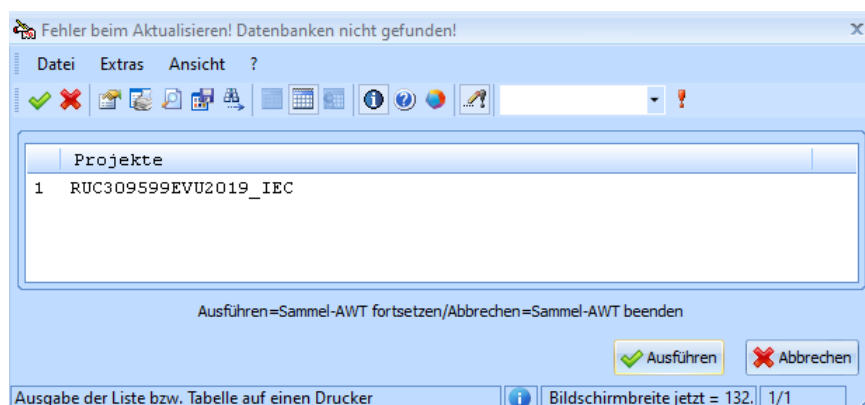 Fehler beim Aktualisieren! Datenbanken nicht gefunden!
Datei Extras Ansicht ?
Projekte
1 RUC309599EVU2019_IEC
Ausführen=Sammel-AWT fortsetzen/Abbrechen=Sammel-AWT beenden
Ausführen Abbrechen
Ausgabe der Liste bzw. Tabelle auf einen Drucker Bildschirmbreite jetzt = 132. 1/1